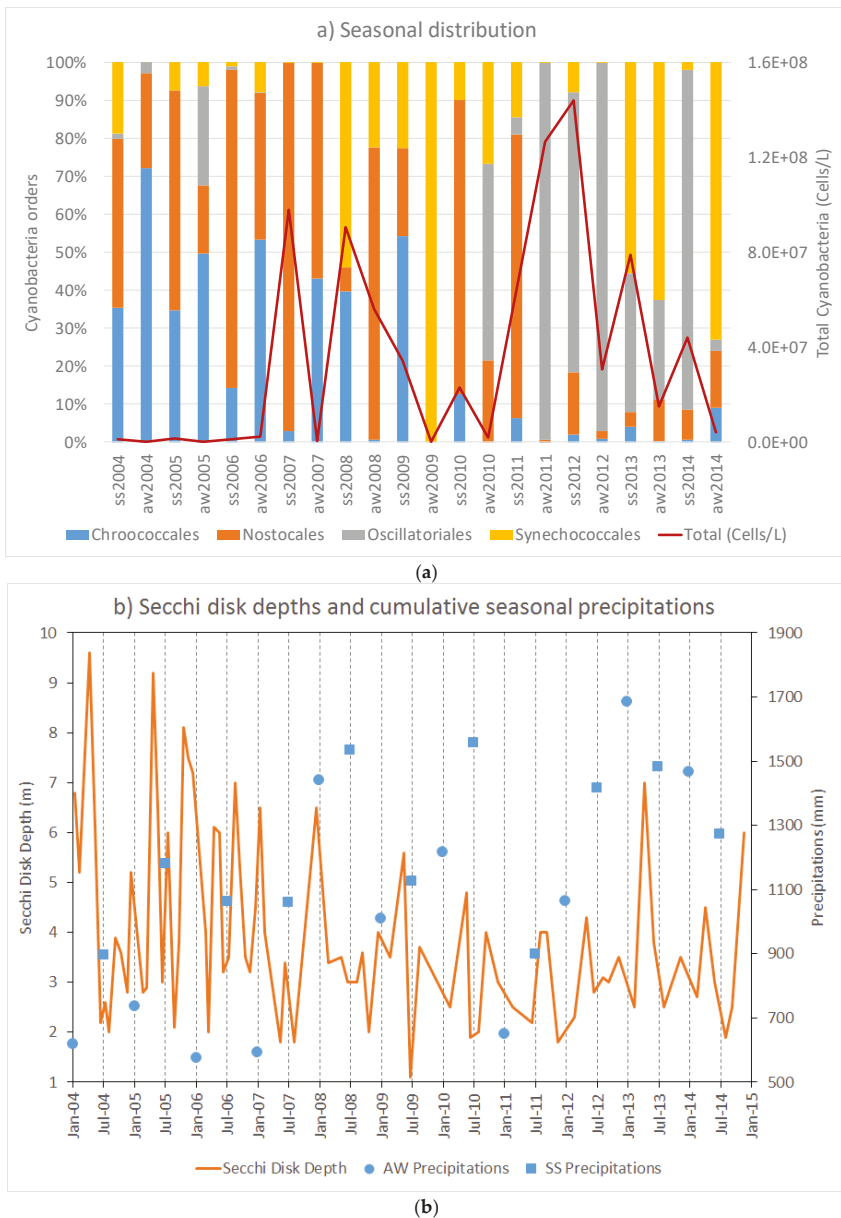 a) Seasonal distribution
100%
90%
80%
70%
60%
50%
40%
30%
20%
10%
0%
Cyanobacteria orders
1.6E+08
1.2E+08
8.0E+07
4.0E+07
0.0E+00
Total Cyanobacteria (Cells/L)
ss2004
aw2004
ss2005
aw2005
ss2006
aw2006
ss2007
aw2007
ss2008
aw2008
ss2009
aw2009
ss2010
aw2010
ss2011
aw2011
ss2012
aw2012
ss2013
aw2013
ss2014
aw2014
Chroococcales Nostocales Oscillatoriales Synechococcales Total (Cells/L)
(a)
b) Secchi disk depths and cumulative seasonal precipitations
10
9
8
7
6
5
4
3
2
1
Secchi Disk Depth (m)
1900
1700
1500
1300
1100
900
700
500
Precipitations (mm)
Jan-04
Jul-04
Jan-05
Jul-05
Jan-06
Jul-06
Jan-07
Jul-07
Jan-08
Jul-08
Jan-09
Jul-09
Jan-10
Jul-10
Jan-11
Jul-11
Jan-12
Jul-12
Jan-13
Jul-13
Jan-14
Jul-14
Jan-15
Secchi Disk Depth AW Precipitations SS Precipitations
(b)